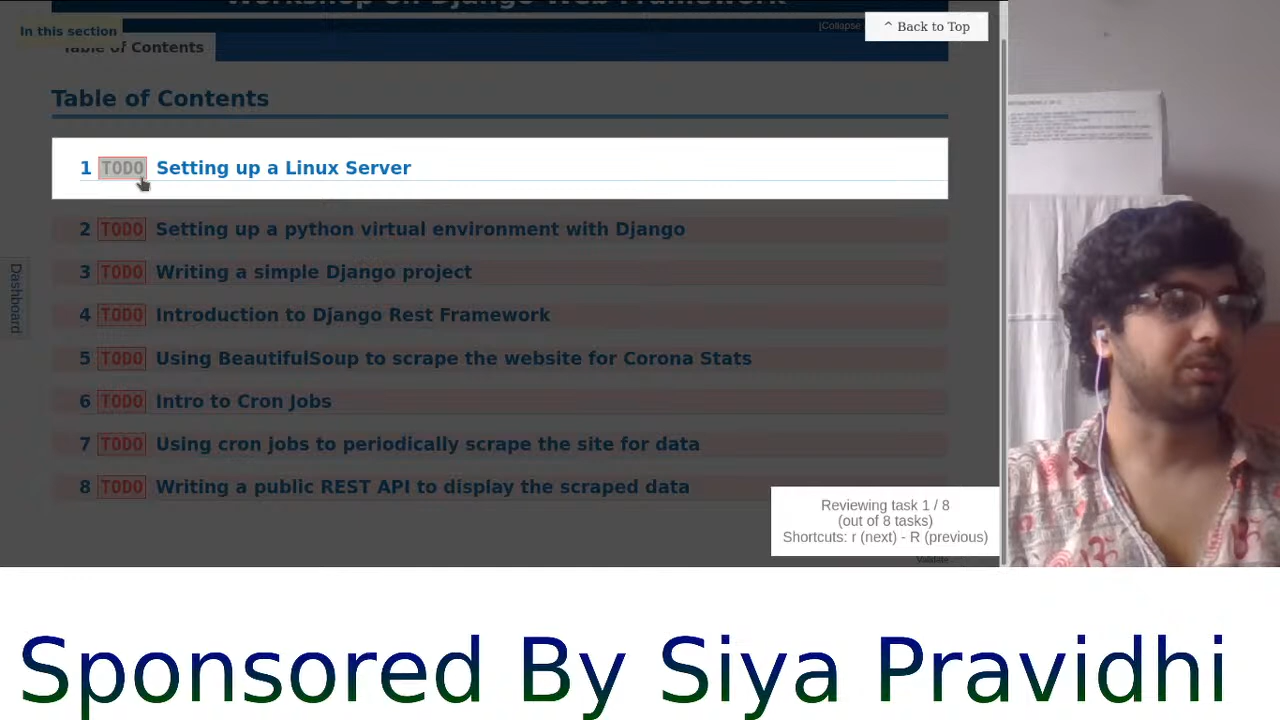 Workshop on Django Web Framework
In this section
[Collapse
^ Back to Top
Table of Contents
Table of Contents
1 TODO Setting up a Linux Server
2 TODO Setting up a python virtual environment with Django
3 TODO Writing a simple Django project
4 TODO Introduction to Django Rest Framework
5 TODO Using BeautifulSoup to scrape the website for Corona Stats
6 TODO Intro to Cron Jobs
7 TODO Using cron jobs to periodically scrape the site for data
8 TODO Writing a public REST API to display the scraped data
Dashboard
Reviewing task 1 / 8
(out of 8 tasks)
Shortcuts: r (next) - R (previous)
Validate
Sponsored By Siya Pravidhi